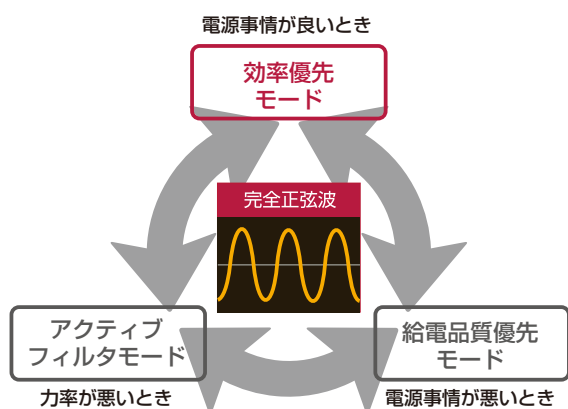 電源事情が良いとき
効率優先
モード
完全正弦波
アクティブ
フィルタモード
力率が悪いとき
給電品質優先
モード
電源事情が悪いとき